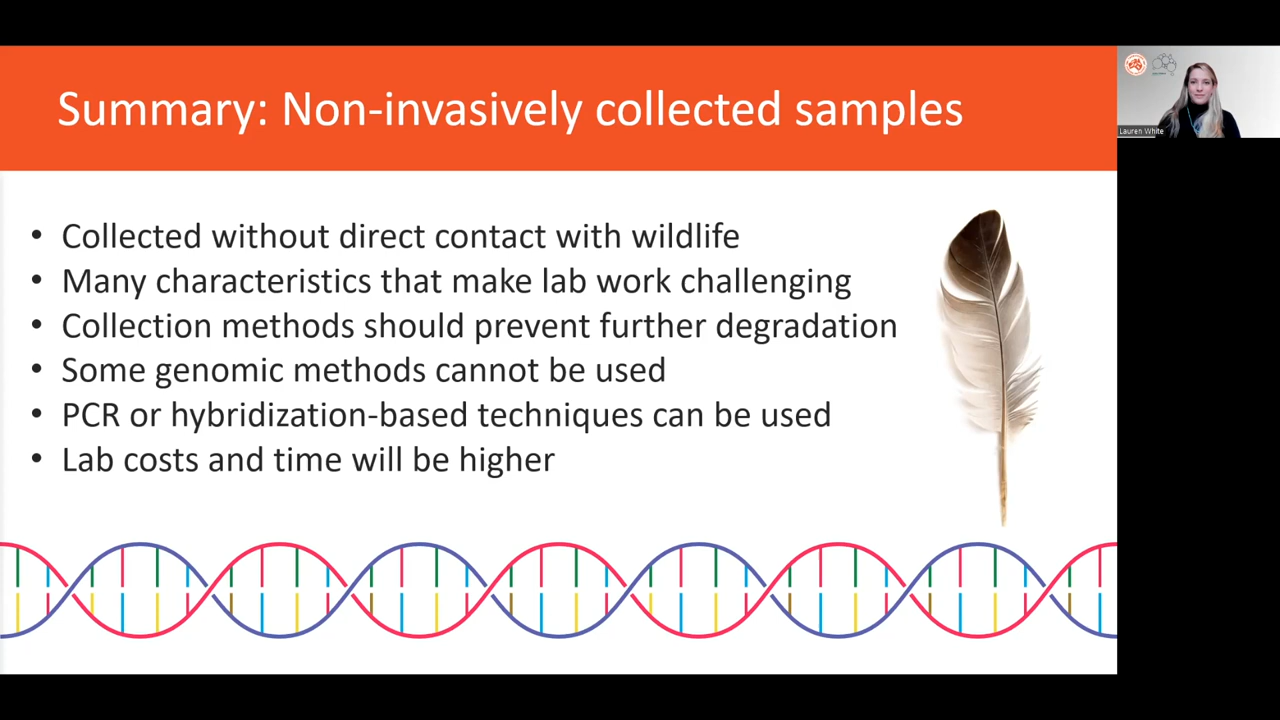 Summary: Non-invasively collected samples
• Collected without direct contact with wildlife
• Many characteristics that make lab work challenging
• Collection methods should prevent further degradation
• Some genomic methods cannot be used
• PCR or hybridization-based techniques can be used
• Lab costs and time will be higher
Lauren White